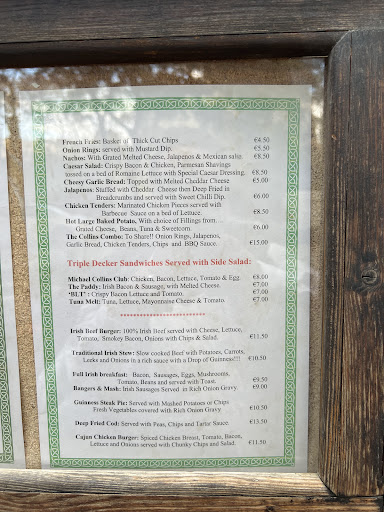 French Fries: Basket of Thick Cut Chips €4.50
Onion Rings: served with Mustard Dip. €5.50
Nachos: With Grated Melted Cheese, Jalapenos & Mexican salsa €8.50
Caesar Salad: Crispy Bacon & Chicken, Parmesan Shavings
tossed on a bed of Romaine Lettuce with Special Caesar Dressing. €8.50
Cheesy Garlic Bread: Topped with Melted Cheddar Cheese €5.00
Jalapenos: Stuffed with Cheddar Cheese then Deep Fried in
Breadcrumbs and served with Sweet Chilli Dip. €6.00
Chicken Tenders: Marinated Chicken Pieces served with
Barbecue Sauce on a bed of Lettuce. €8.50
Hot Large Baked Potato, With choice of Fillings from….
Grated Cheese, Beans, Tuna & Sweetcorn. €6.00
The Collins Combo: To Share!! Onion Rings, Jalapenos,
Garlic Bread, Chicken Tenders, Chips and BBQ Sauce. €15.00
Triple Decker Sandwiches Served with Side Salad:
Michael Collins Club: Chicken, Bacon, Lettuce, Tomato & Egg. €8.00
The Paddy: Irish Bacon & Sausage, with Melted Cheese. €7.00
'BLT' : Crispy Bacon Lettuce and Tomato. €7.00
Tuna Melt: Tuna, Lettuce, Mayonnaise Cheese & Tomato. €7.00
*************************
Irish Beef Burger: 100% Irish Beef served with Cheese, Lettuce,
Tomato, Smokey Bacon, Onions with Chips & Salad. €11.50
Traditional Irish Stew: Slow cooked Beef with Potatoes, Carrots,
Leeks and Onions in a rich sauce with a Drop of Guinness!!! €10.50
Full Irish breakfast: Bacon, Sausages, Eggs, Mushrooms,
Tomato, Beans and served with Toast. €9.50
Bangers & Mash: Irish Sausages Served in Rich Onion Gravy. €9.00
Guinness Steak Pie: Served with Mashed Potatoes or Chips
Fresh Vegetables covered with Rich Onion Gravy €10.50
Deep Fried Cod: Served with Peas, Chips and Tartar Sauce. €13.50
Cajun Chicken Burger: Spiced Chicken Breast, Tomato, Bacon,
Lettuce and Onions served with Chunky Chips and Salad. €11.50